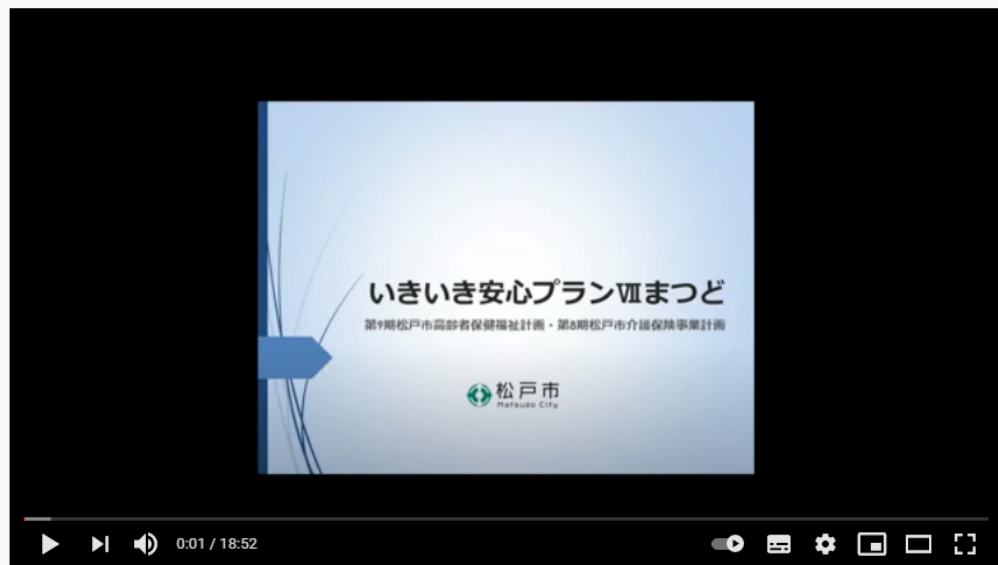 いきいき安心プランⅦまつど
第9期松戸市高齢者保健福祉計画・第8期松戸市介護保険事業計画
松戸市
Matsudo City
0:01 / 18:52